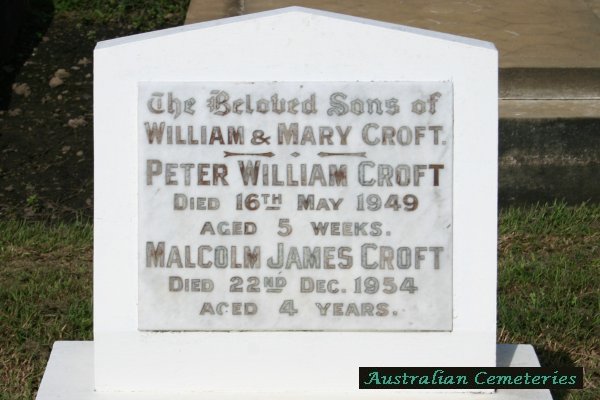 The Beloved Sons of
WILLIAM & MARY CROFT.
PETER WILLIAM CROFT
DIED 16TH MAY 1949
AGED 5 WEEKS.
MALCOLM JAMES CROFT
DIED 22ND DEC. 1954
AGED 4 YEARS.
Australian Cemeteries